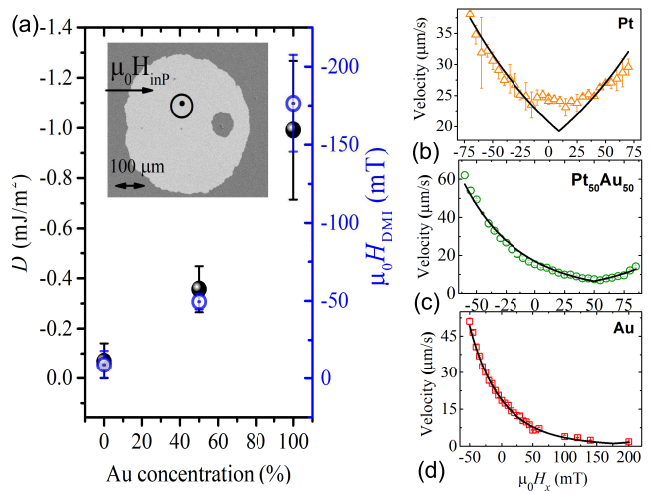 (a)
-1.4
-1.2
-1.0
-0.8
-0.6
-0.4
-0.2
0.0
D (mJ/m²)
μ₀H_inP
100 μm
-200
-150
-100
-50
0
μ₀H_DMI (mT)
0 20 40 60 80 100
Au concentration (%)
Pt
35
30
25
20
Velocity (μm/s)
-75 -50 -25 0 25 50 75
(b)
Pt₅₀Au₅₀
60
40
20
0
Velocity (μm/s)
-50 -25 0 25 50 75
(c)
Au
45
30
15
0
Velocity (μm/s)
-50 0 50 100 150 200
(d)
μ₀Hₓ (mT)